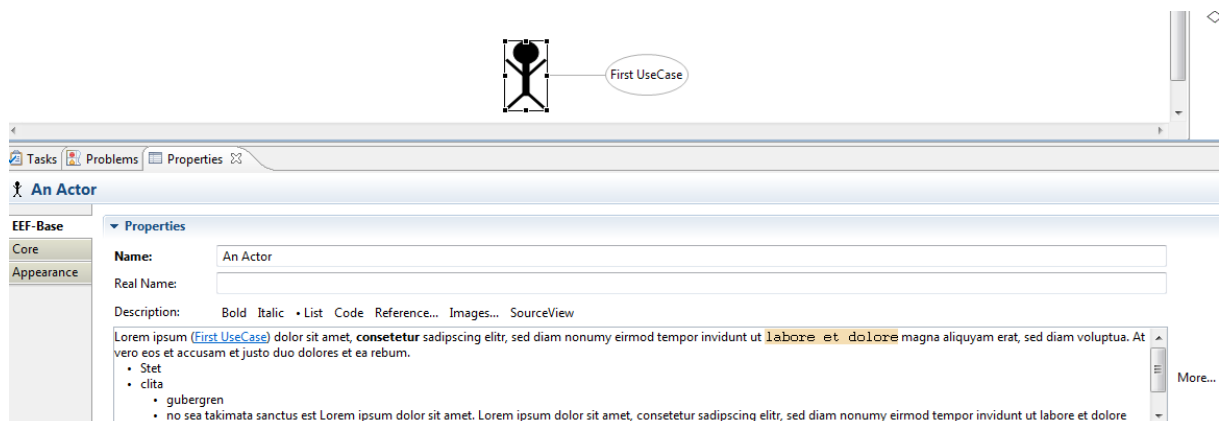 First UseCase
Tasks Problems Properties
An Actor
EEF-Base Properties
Core Name: An Actor
Appearance Real Name:
Description: Bold Italic • List Code Reference... Images... SourceView
Lorem ipsum (First UseCase) dolor sit amet, consetetur sadipscing elitr, sed diam nonumy eirmod tempor invidunt ut labore et dolore magna aliquyam erat, sed diam voluptua. At
vero eos et accusam et justo duo dolores et ea rebum.
• Stet
• clita More...
• gubergren
• no sea takimata sanctus est Lorem ipsum dolor sit amet. Lorem ipsum dolor sit amet, consetetur sadipscing elitr, sed diam nonumy eirmod tempor invidunt ut labore et dolore